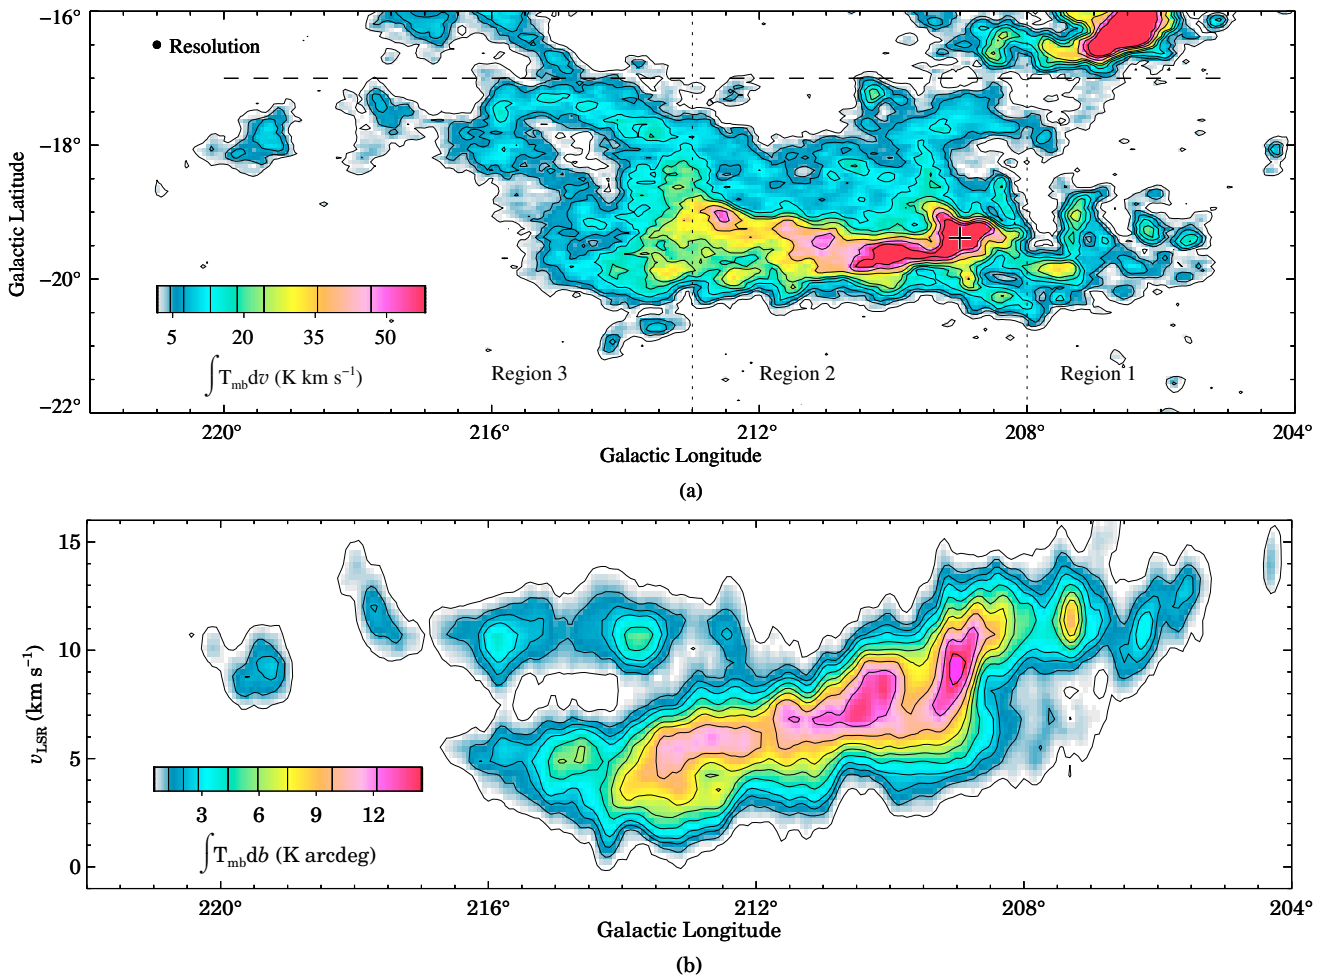 −16°
Resolution
−18°
−20°
−22°
Galactic Latitude
5 20 35 50
∫T_mb dv (K km s⁻¹)
Region 3 Region 2 Region 1
220° 216° 212° 208° 204°
Galactic Longitude
(a)
15
10
5
0
v_LSR (km s⁻¹)
3 6 9 12
∫T_mb db (K arcdeg)
220° 216° 212° 208° 204°
Galactic Longitude
(b)